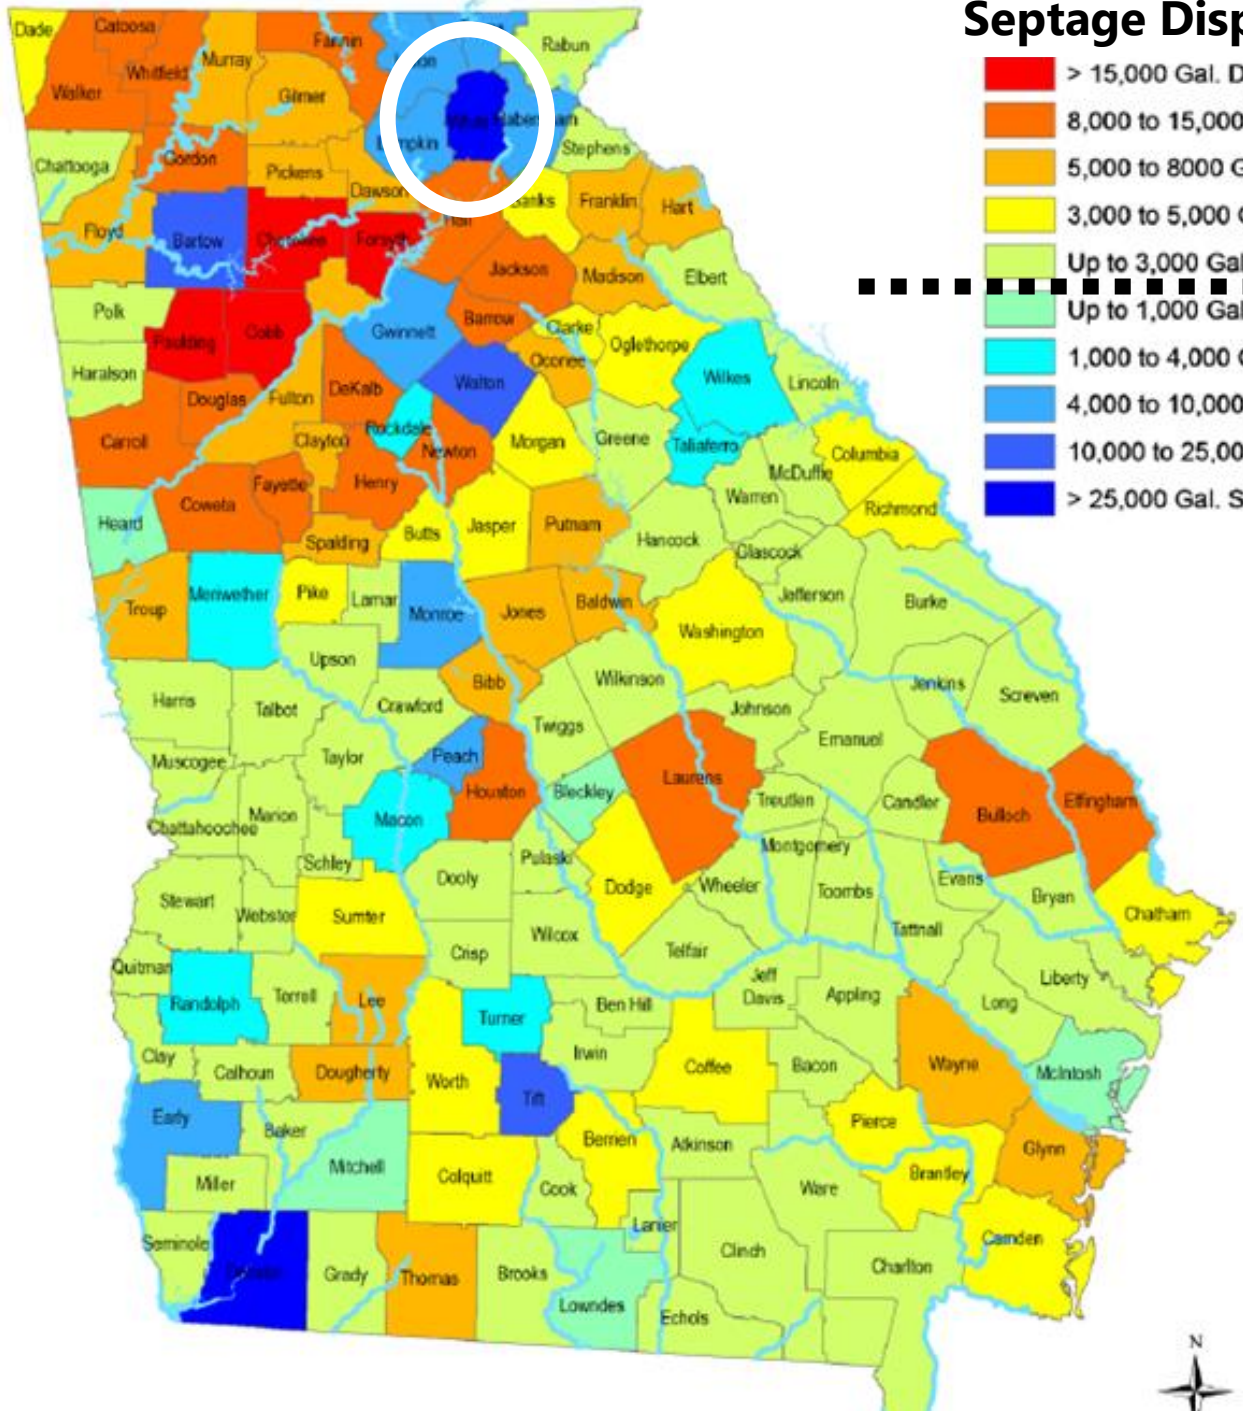 Septage Disp
> 15,000 Gal. D
8,000 to 15,000
5,000 to 8000 G
3,000 to 5,000 G
Up to 3,000 Gal
Up to 1,000 Gal
1,000 to 4,000 G
4,000 to 10,000
10,000 to 25,00
> 25,000 Gal. S
Dade
Catoosa
Fannin
Rabun
Whitfield
Murray
Walker
Gilmer
Habersham
Lumpkin
Stephens
Chattooga
Gordon
Pickens
Dawson
Banks
Franklin
Hart
Hall
Floyd
Bartow
Cherokee
Forsyth
Jackson
Madison
Elbert
Polk
Paulding
Cobb
Gwinnett
Barrow
Clarke
Oglethorpe
Oconee
Haralson
Douglas
Fulton
DeKalb
Walton
Wilkes
Lincoln
Carroll
Clayton
Rockdale
Newton
Morgan
Greene
Taliaferro
Columbia
McDuffie
Warren
Richmond
Heard
Coweta
Fayette
Henry
Spalding
Butts
Jasper
Putnam
Hancock
Glascock
Troup
Meriwether
Pike
Lamar
Monroe
Jones
Baldwin
Washington
Jefferson
Burke
Upson
Bibb
Wilkinson
Jenkins
Screven
Harris
Talbot
Crawford
Twiggs
Johnson
Emanuel
Muscogee
Taylor
Peach
Houston
Bleckley
Laurens
Treutlen
Candler
Bulloch
Effingham
Chattahoochee
Marion
Macon
Schley
Dooly
Pulaski
Dodge
Wheeler
Montgomery
Toombs
Evans
Bryan
Chatham
Stewart
Webster
Sumter
Crisp
Wilcox
Telfair
Tattnall
Liberty
Quitman
Randolph
Terrell
Lee
Turner
Ben Hill
Jeff
Davis
Appling
Long
Clay
Calhoun
Dougherty
Worth
Tift
Irwin
Coffee
Bacon
Wayne
McIntosh
Early
Baker
Mitchell
Colquitt
Berrien
Atkinson
Pierce
Brantley
Glynn
Miller
Cook
Lanier
Ware
Seminole
Grady
Thomas
Brooks
Lowndes
Echols
Clinch
Charlton
Camden
N